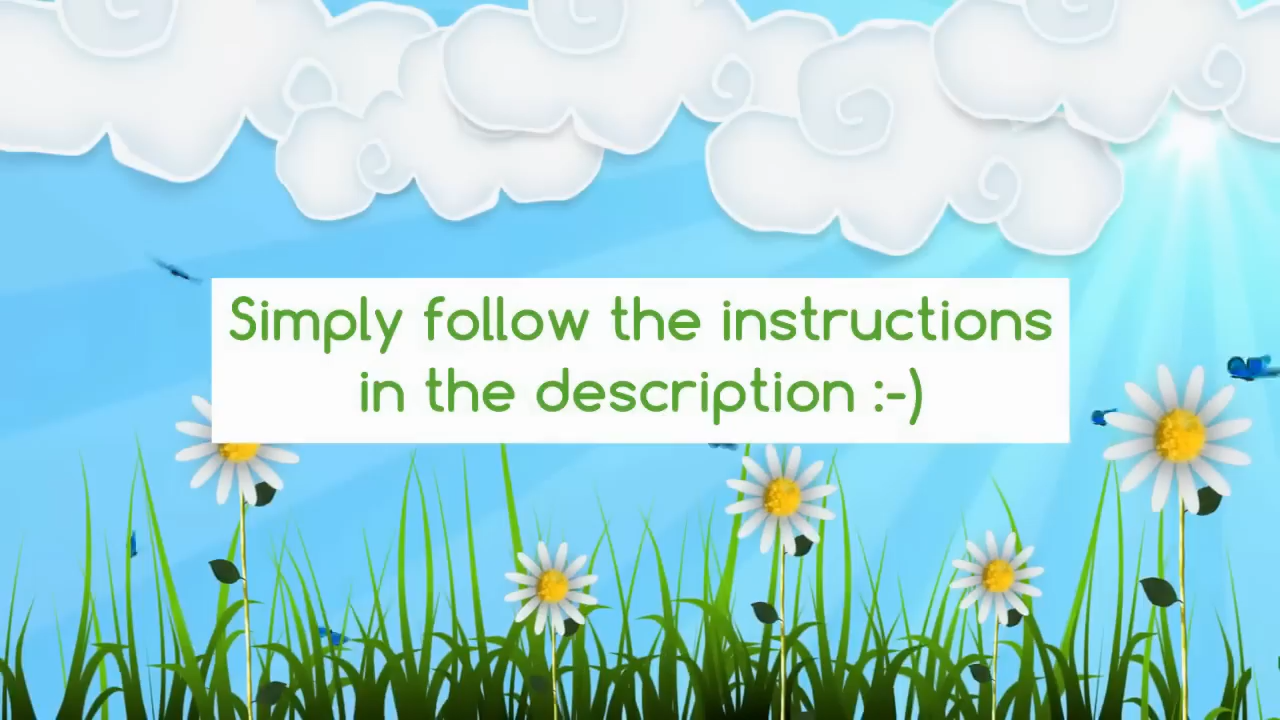 Simply follow the instructions
in the description :-)